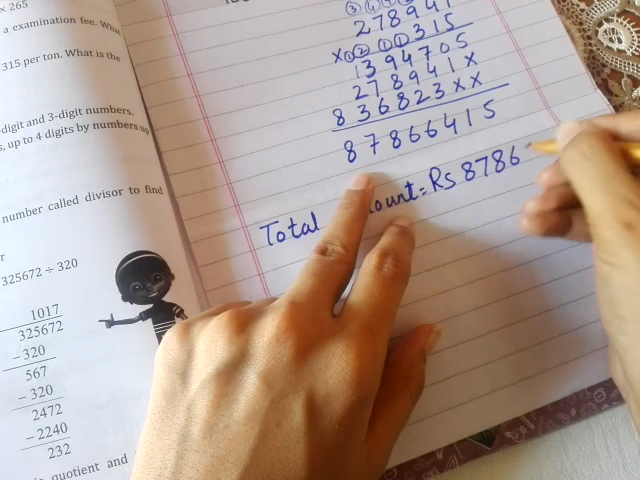 × 265
a examination fee. What
315 per ton. What is the
-digit and 3-digit numbers.
s, up to 4 digits by numbers up
number called divisor to find
325672 ÷ 320
1017
325672
- 320
567
- 320
2472
- 2240
232
quotient and
278941
× 315
1394705
278941×
836823××
87866415
Total ount = Rs 8786